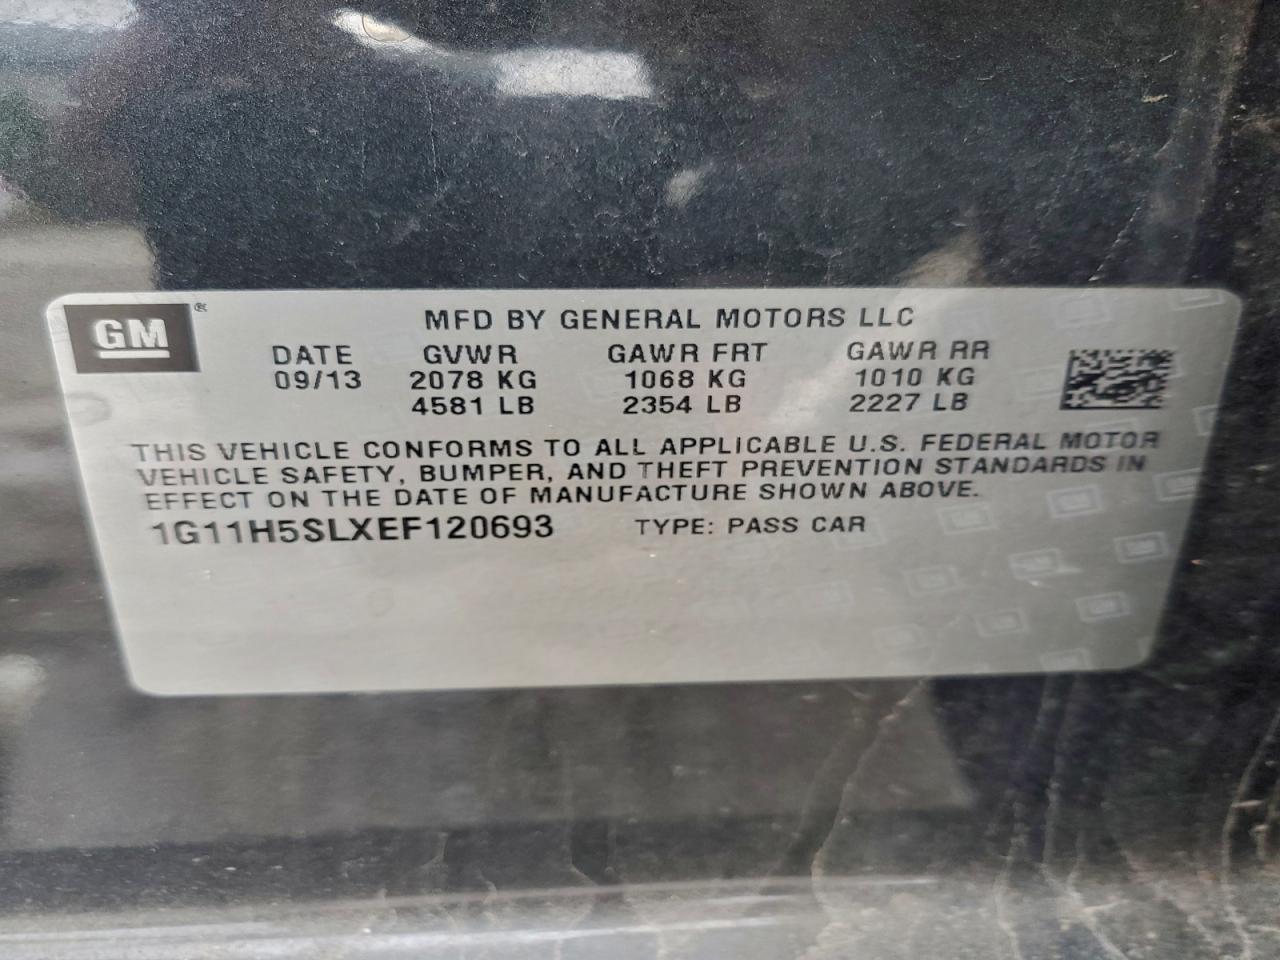 GM ®
MFD BY GENERAL MOTORS LLC
DATE GVWR GAWR FRT GAWR RR
09/13 2078 KG 1068 KG 1010 KG
4581 LB 2354 LB 2227 LB
THIS VEHICLE CONFORMS TO ALL APPLICABLE U.S. FEDERAL MOTOR
VEHICLE SAFETY, BUMPER, AND THEFT PREVENTION STANDARDS IN
EFFECT ON THE DATE OF MANUFACTURE SHOWN ABOVE.
1G11H5SLXEF120693 TYPE: PASS CAR